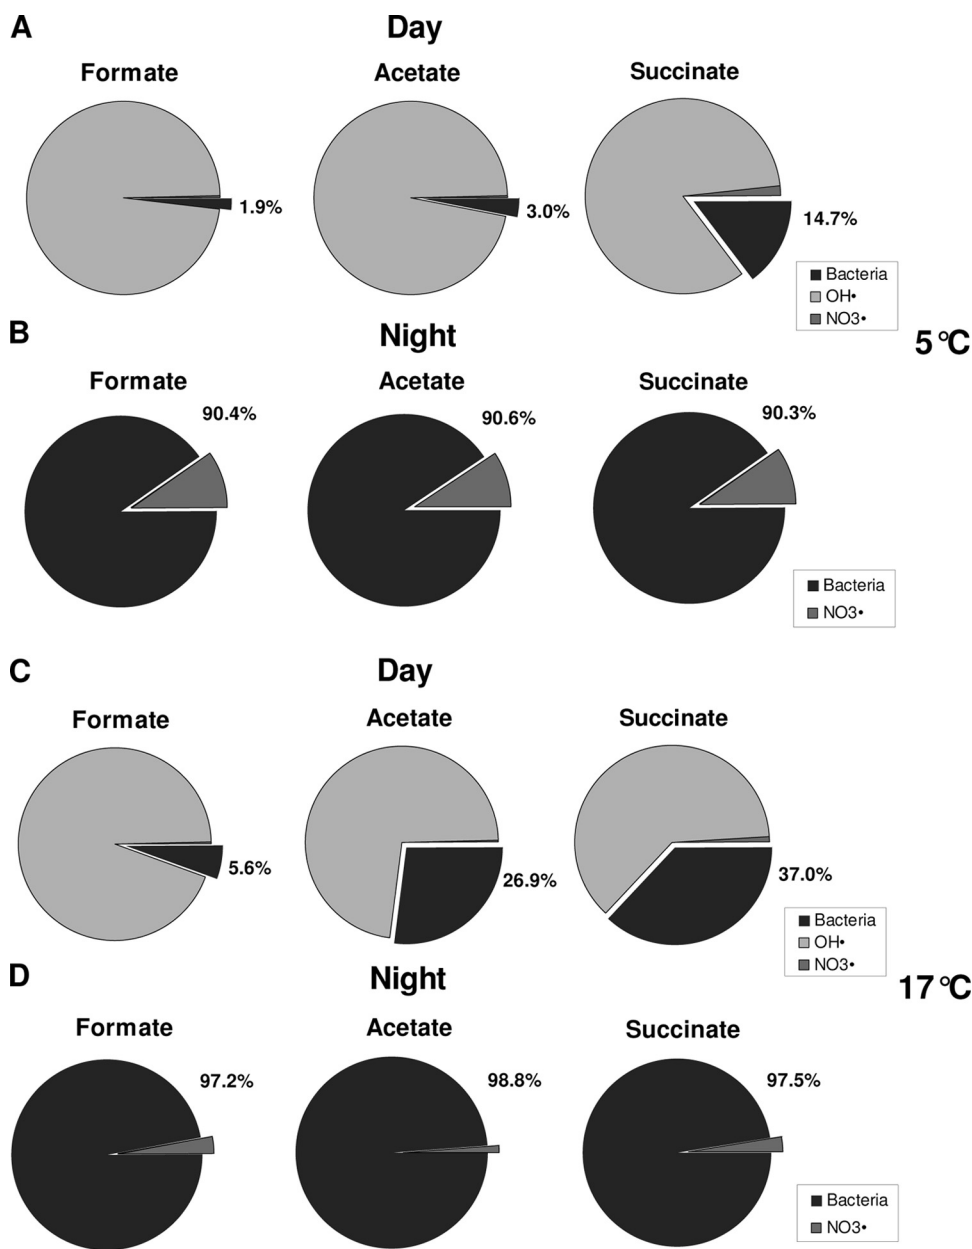 A
Day
Formate
Acetate
Succinate
1.9%
3.0%
14.7%
Bacteria
OH•
NO3•
5°C
B
Night
Formate
Acetate
Succinate
90.4%
90.6%
90.3%
Bacteria
NO3•
C
Day
Formate
Acetate
Succinate
5.6%
26.9%
37.0%
Bacteria
OH•
NO3•
17°C
D
Night
Formate
Acetate
Succinate
97.2%
98.8%
97.5%
Bacteria
NO3•